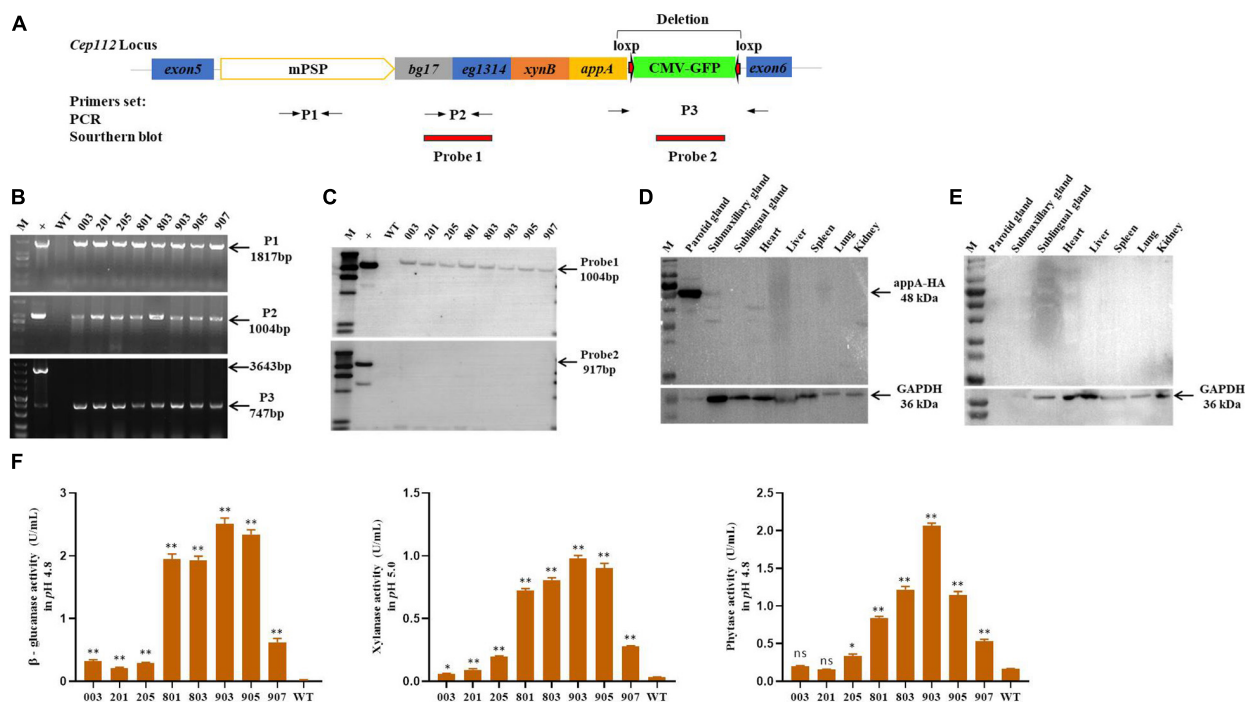 A
Deletion
Cep112 Locus
loxp
loxp
exon5
mPSP
bg17
eg1314
xynB
appA
CMV-GFP
exon6
Primers set:
PCR
P1
P2
P3
Sourthern blot
Probe 1
Probe 2
B
M + WT 003 201 205 801 803 903 905 907
P1
1817bp
P2
1004bp
3643bp
P3
747bp
C
M + WT 003 201 205 801 803 903 905 907
Probe1
1004bp
Probe2
917bp
D
M Parotid gland Submaxillary gland Sublingual gland Heart Liver Spleen Lung Kidney
appA-HA
48 kDa
GAPDH
36 kDa
E
M Parotid gland Submaxillary gland Sublingual gland Heart Liver Spleen Lung Kidney
GAPDH
36 kDa
F
β - glucanase activity (U/mL)
in pH 4.8
3
2
1
0
** ** ** ** ** ** ** **
003 201 205 801 803 903 905 907 WT
Xylanase activity (U/mL)
in pH 5.0
1.5
1.0
0.5
0.0
* ** ** ** ** ** ** **
003 201 205 801 803 903 905 907 WT
Phytase activity (U/mL)
in pH 4.8
2.5
2.0
1.5
1.0
0.5
0.0
ns ns * ** ** ** ** **
003 201 205 801 803 903 905 907 WT